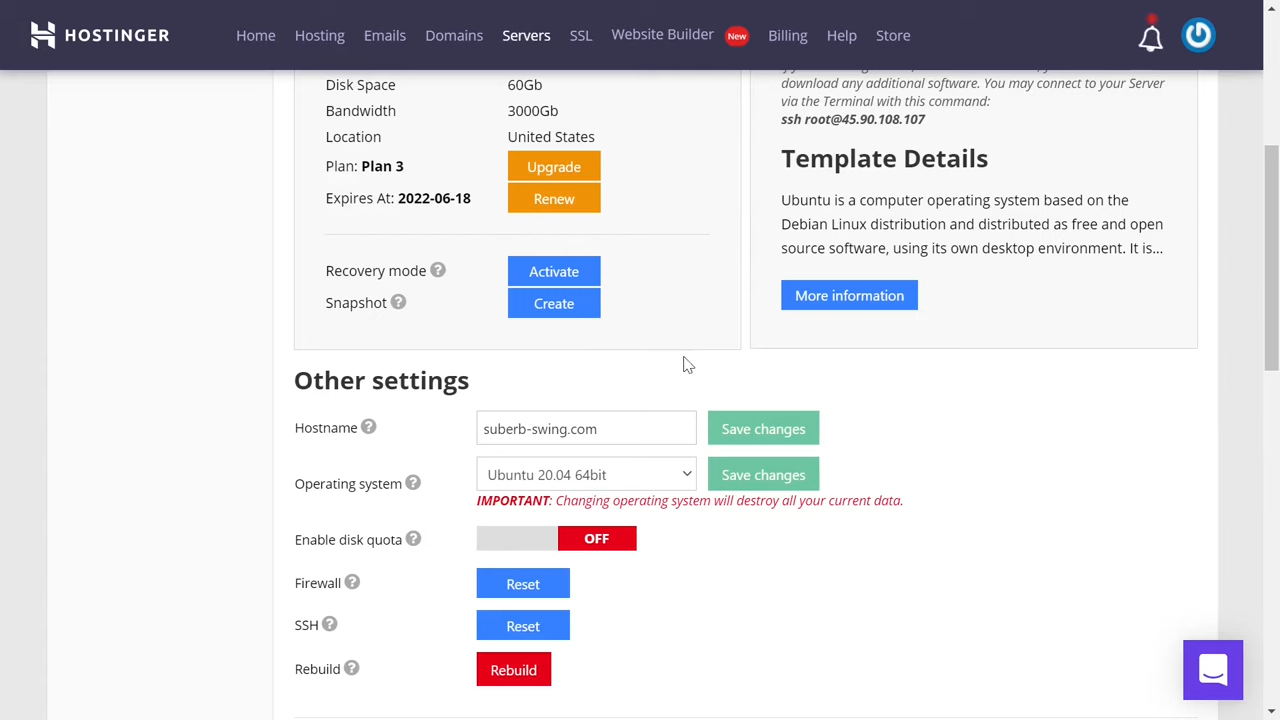 HOSTINGER
Home Hosting Emails Domains Servers SSL Website Builder New Billing Help Store
Disk Space 60Gb
Bandwidth 3000Gb
Location United States
Plan: Plan 3 Upgrade
Expires At: 2022-06-18 Renew
Recovery mode ? Activate
Snapshot ? Create
download any additional software. You may connect to your Server
via the Terminal with this command:
ssh root@45.90.108.107
Template Details
Ubuntu is a computer operating system based on the
Debian Linux distribution and distributed as free and open
source software, using its own desktop environment. It is...
More information
Other settings
Hostname ? suberb-swing.com Save changes
Operating system ? Ubuntu 20.04 64bit Save changes
IMPORTANT: Changing operating system will destroy all your current data.
Enable disk quota ? OFF
Firewall ? Reset
SSH ? Reset
Rebuild ? Rebuild